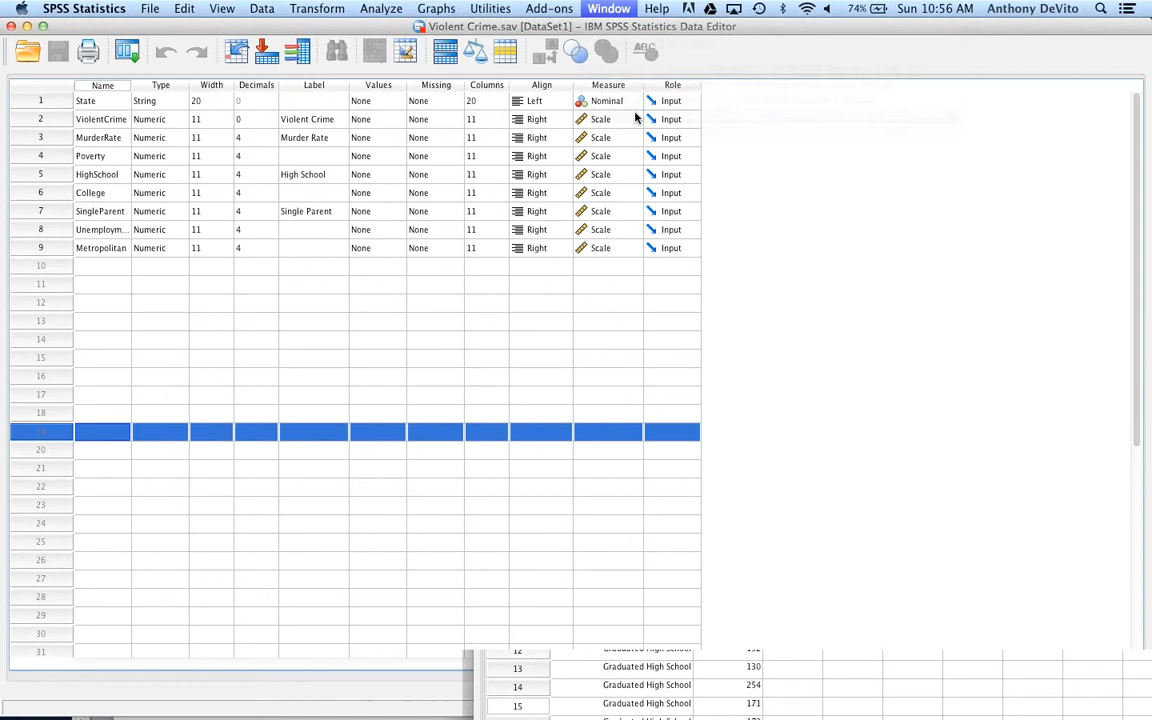 SPSS Statistics File Edit View Data Transform Analyze Graphs Utilities Add-ons Window Help 74% Sun 10:56 AM Anthony DeVito
Violent Crime.sav [DataSet1] – IBM SPSS Statistics Data Editor
Name Type Width Decimals Label Values Missing Columns Align Measure Role
1 State String 20 0 None None 20 Left Nominal Input
2 ViolentCrime Numeric 11 0 Violent Crime None None 11 Right Scale Input
3 MurderRate Numeric 11 4 Murder Rate None None 11 Right Scale Input
4 Poverty Numeric 11 4 None None 11 Right Scale Input
5 HighSchool Numeric 11 4 High School None None 11 Right Scale Input
6 College Numeric 11 4 None None 11 Right Scale Input
7 SingleParent Numeric 11 4 Single Parent None None 11 Right Scale Input
8 Unemploym... Numeric 11 4 None None 11 Right Scale Input
9 Metropolitan Numeric 11 4 None None 11 Right Scale Input
10
11
12
13
14
15
16
17
18
19
20
21
22
23
24
25
26
27
28
29
30
31
12 Graduated High School
13 Graduated High School 130
14 Graduated High School 254
15 Graduated High School 171